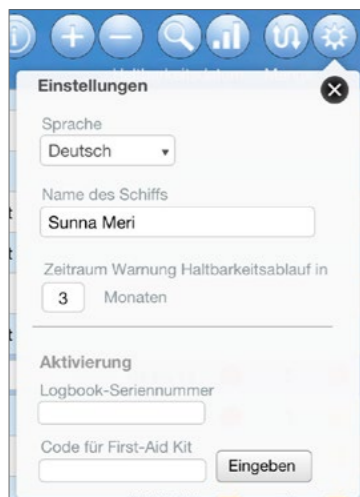 Einstellungen
Sprache
Deutsch
Name des Schiffs
Sunna Meri
Zeitraum Warnung Haltbarkeitsablauf in
3 Monaten
Aktivierung
Logbook-Seriennummer
Code für First-Aid Kit
Eingeben